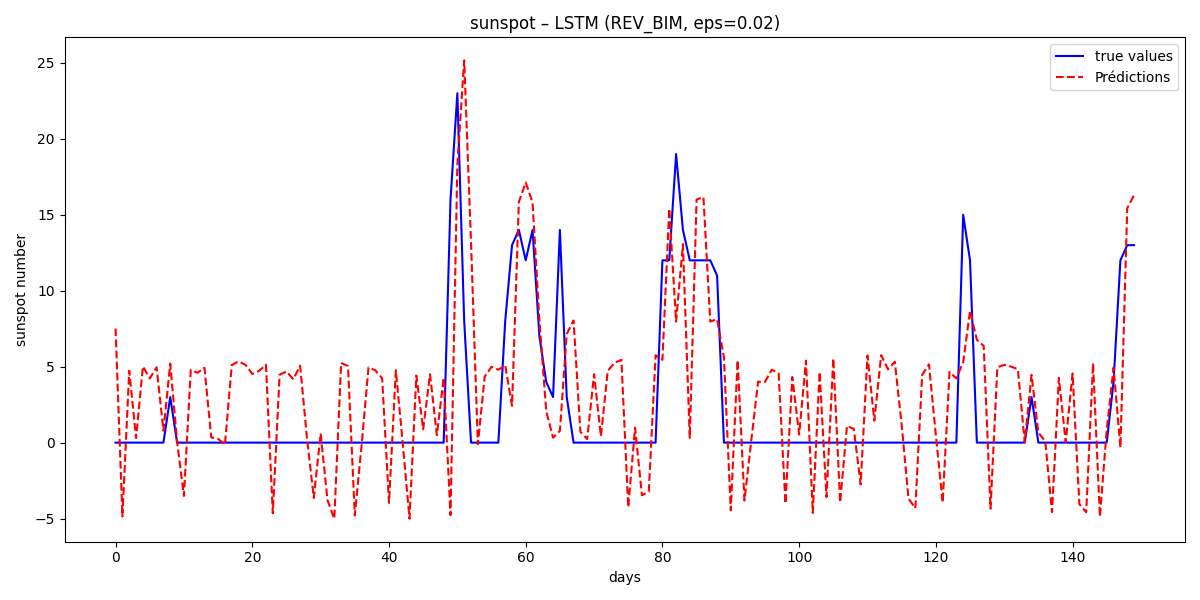 sunspot – LSTM (REV_BIM, eps=0.02)
true values
Prédictions
sunspot number
25
20
15
10
5
0
−5
0 20 40 60 80 100 120 140
days